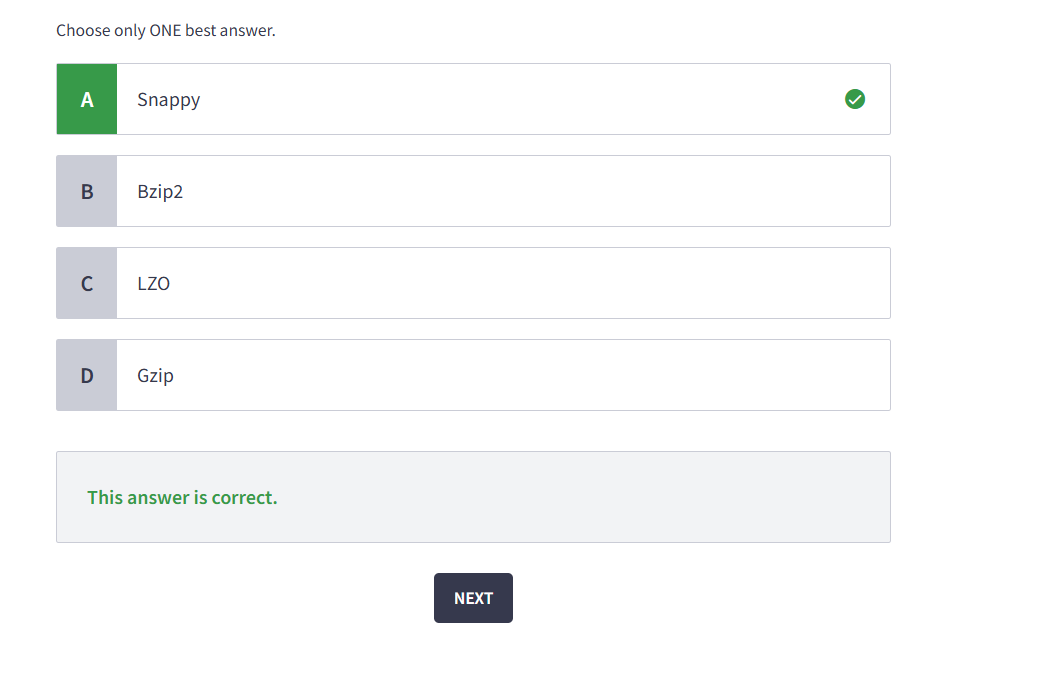 Choose only ONE best answer.
A Snappy
B Bzip2
C LZO
D Gzip
This answer is correct.
NEXT